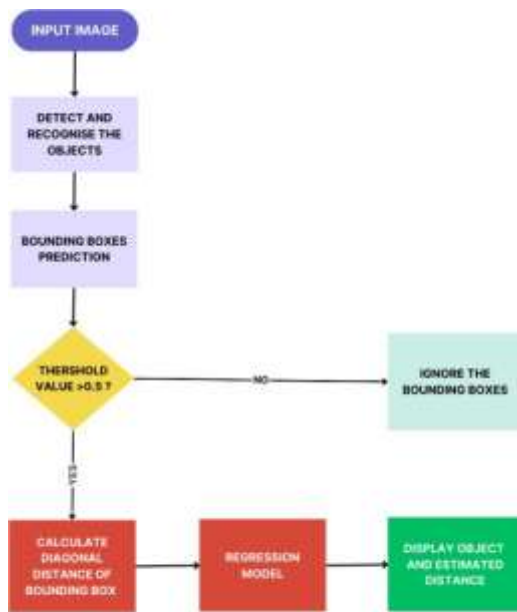 INPUT IMAGE
DETECT AND
RECOGNISE THE
OBJECTS
BOUNDING BOXES
PREDICTION
THERSHOLD
VALUE >0.5 ?
NO
IGNORE THE
BOUNDING BOXES
YES
CALCULATE
DIAGONAL
DISTANCE OF
BOUNDING BOX
REGRESSION
MODEL
DISPLAY OBJECT
AND ESTIMATED
DISTANCE